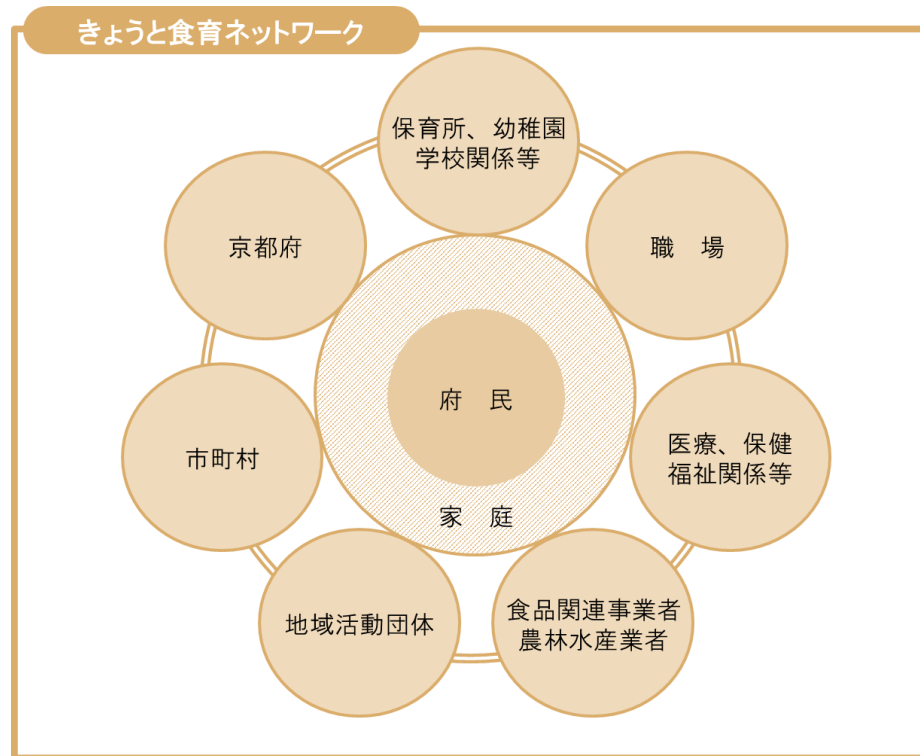 きょうと食育ネットワーク
保育所、幼稚園
学校関係等
京都府
職　場
府　民
市町村
医療、保健
福祉関係等
家　庭
地域活動団体
食品関連事業者
農林水産業者